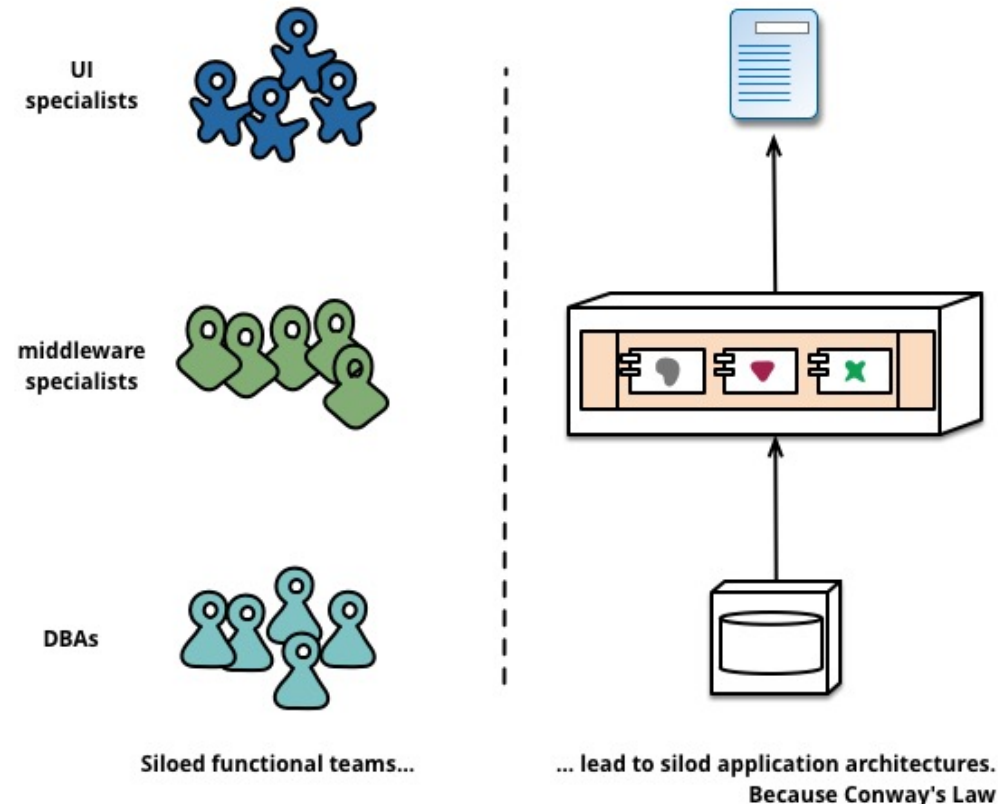 UI
specialists
middleware
specialists
DBAs
Siloed functional teams...
... lead to silod application architectures.
Because Conway's Law